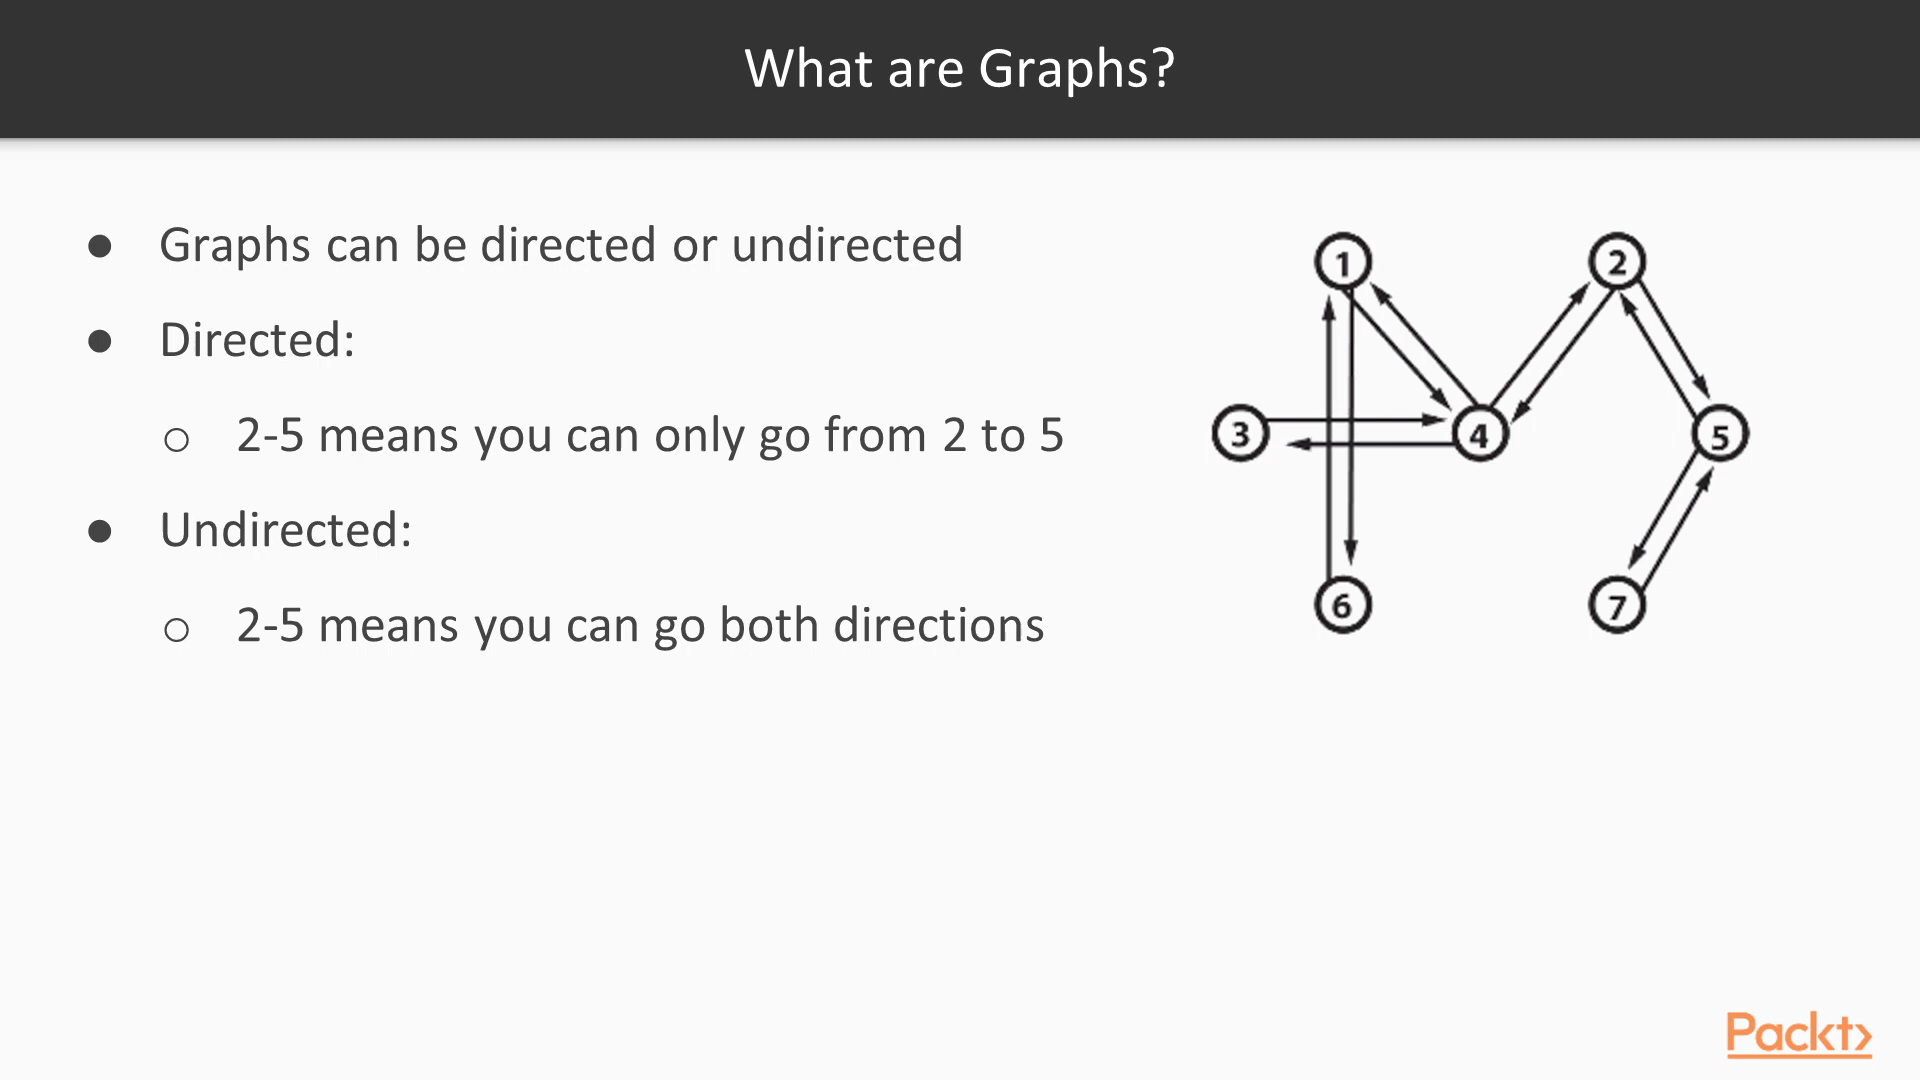 What are Graphs?
● Graphs can be directed or undirected
● Directed:
○ 2-5 means you can only go from 2 to 5
● Undirected:
○ 2-5 means you can go both directions
1 2
3 4 5
6 7
Packt>